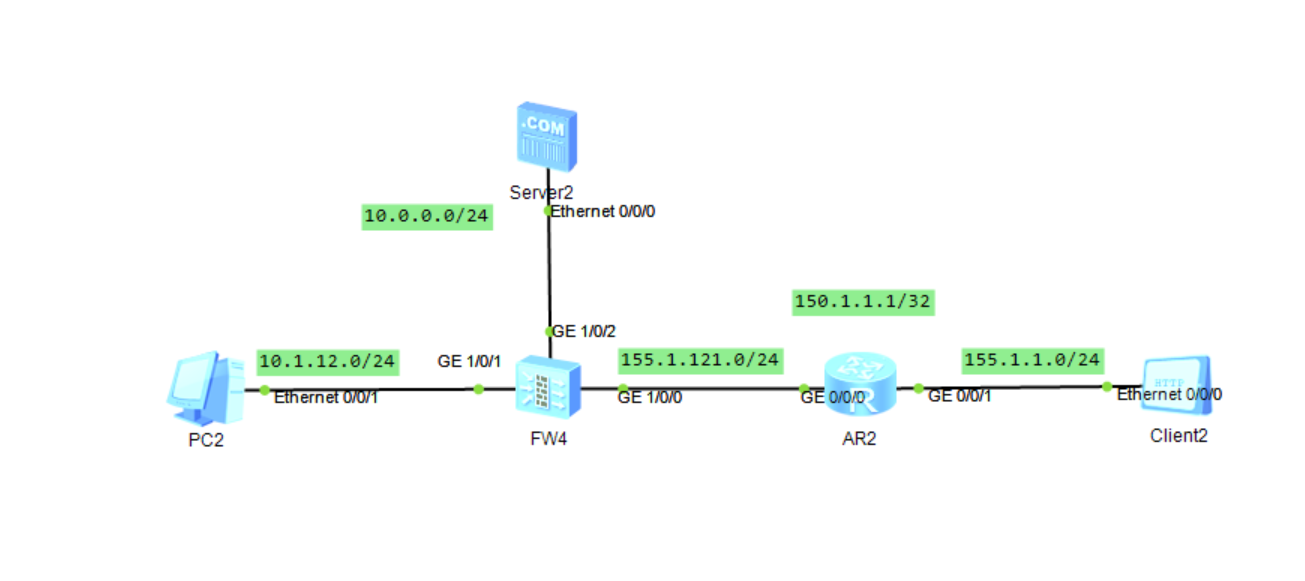 .COM
Server2
Ethernet 0/0/0
10.0.0.0/24
150.1.1.1/32
GE 1/0/2
10.1.12.0/24
GE 1/0/1
155.1.121.0/24
155.1.1.0/24
Ethernet 0/0/1
GE 1/0/0
GE 0/0/0
R
GE 0/0/1
HTTP
Ethernet 0/0/0
PC2
FW4
AR2
Client2